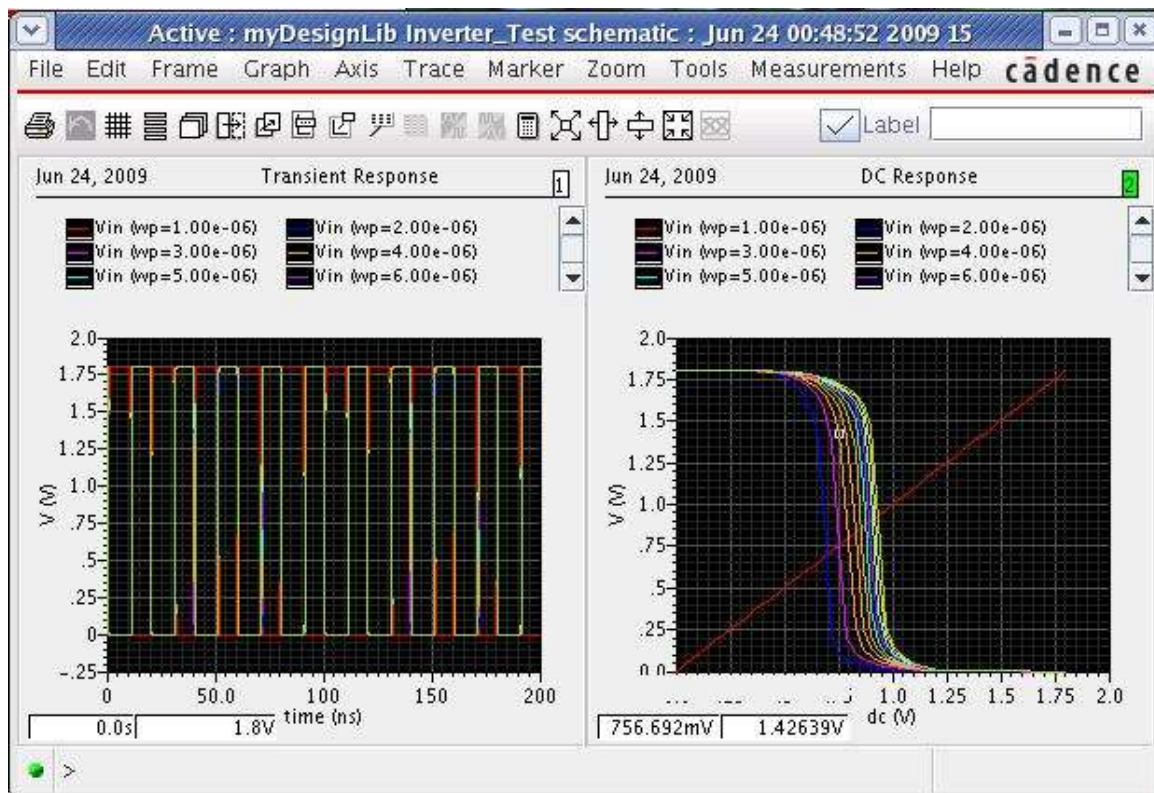 Active : myDesignLib Inverter_Test schematic : Jun 24 00:48:52 2009 15
File Edit Frame Graph Axis Trace Marker Zoom Tools Measurements Help cādence
Label
Jun 24, 2009 Transient Response 1
Vin (wp=1.00e-06) Vin (wp=2.00e-06)
Vin (wp=3.00e-06) Vin (wp=4.00e-06)
Vin (wp=5.00e-06) Vin (wp=6.00e-06)
2.0
1.75
1.5
1.25
1.0
.75
.5
.25
0
-.25
V (V)
0 50.0 100 150 200
time (ns)
0.0s 1.8V
Jun 24, 2009 DC Response 2
Vin (wp=1.00e-06) Vin (wp=2.00e-06)
Vin (wp=3.00e-06) Vin (wp=4.00e-06)
Vin (wp=5.00e-06) Vin (wp=6.00e-06)
2.0
1.75
1.5
1.25
1.0
.75
.5
.25
0.0
V (V)
1.0 1.25 1.5 1.75 2.0
dc (V)
756.692mV 1.42639V
>